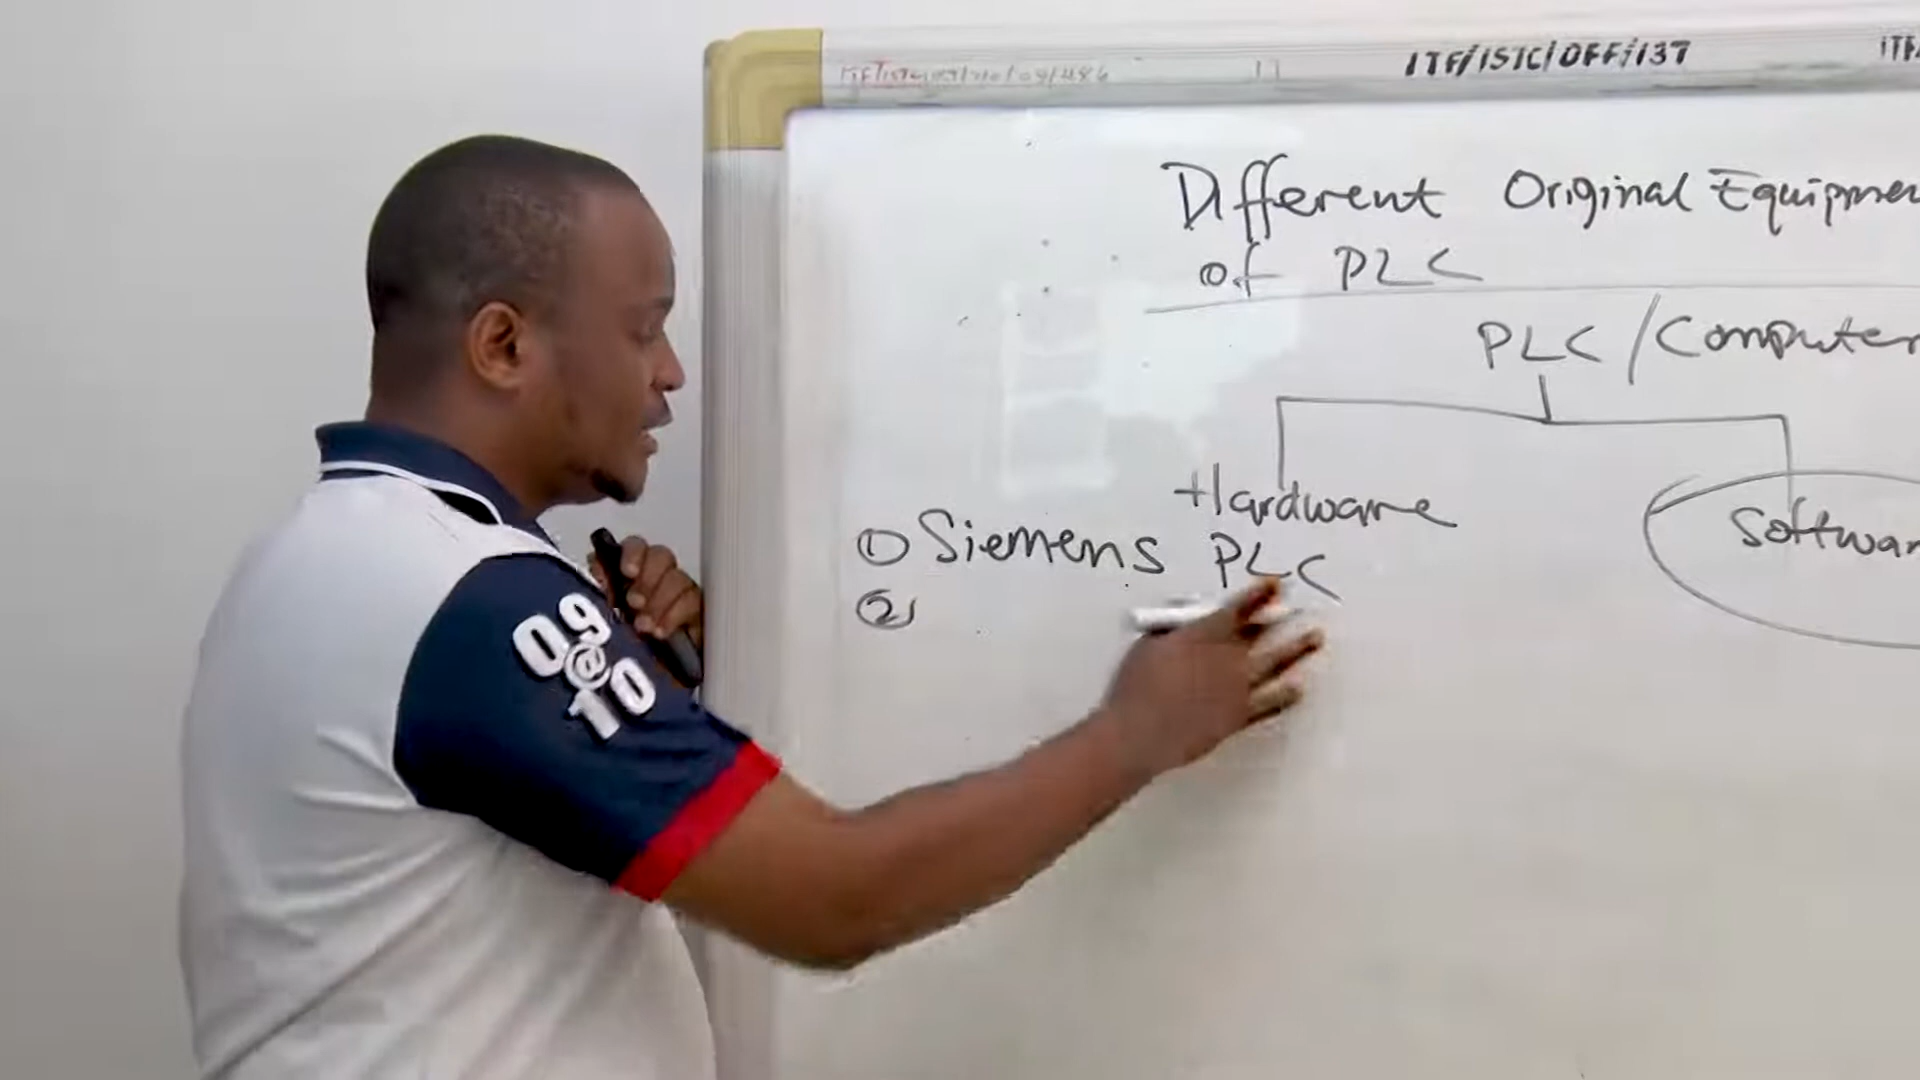 ITF/ISTC/OFF/137
ITF
Different Original Equipmen
of PLC
PLC / Computer
Hardware
Softwar
① Siemens PLC
②
09
@
10